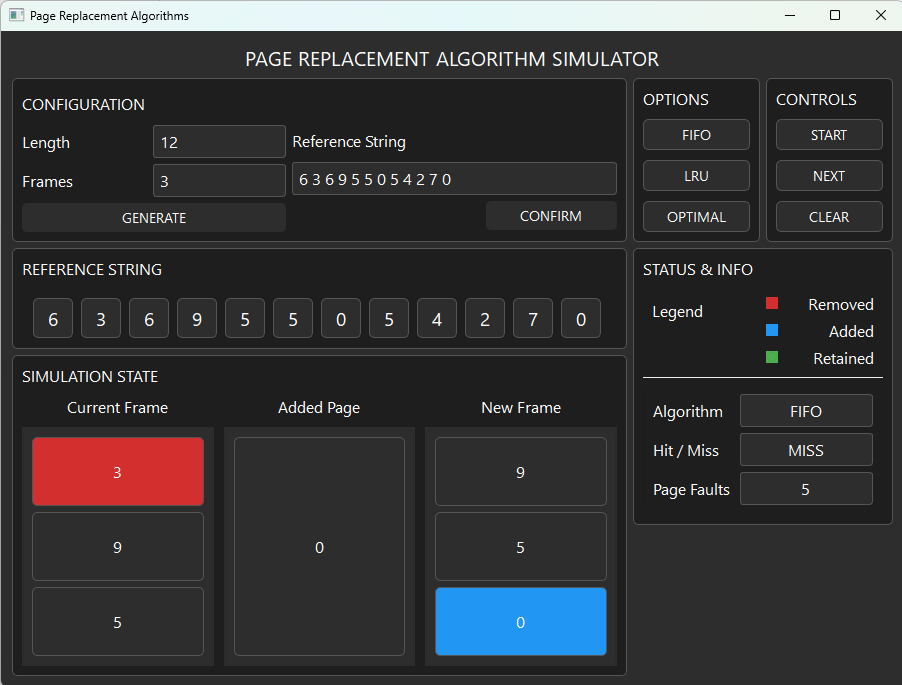 Page Replacement Algorithms
PAGE REPLACEMENT ALGORITHM SIMULATOR
CONFIGURATION
Length
12
Reference String
Frames
3
6 3 6 9 5 5 0 5 4 2 7 0
GENERATE
CONFIRM
OPTIONS
FIFO
LRU
OPTIMAL
CONTROLS
START
NEXT
CLEAR
REFERENCE STRING
6 3 6 9 5 5 0 5 4 2 7 0
SIMULATION STATE
Current Frame
3
9
5
Added Page
0
New Frame
9
5
0
STATUS & INFO
Legend
Removed
Added
Retained
Algorithm FIFO
Hit / Miss MISS
Page Faults 5